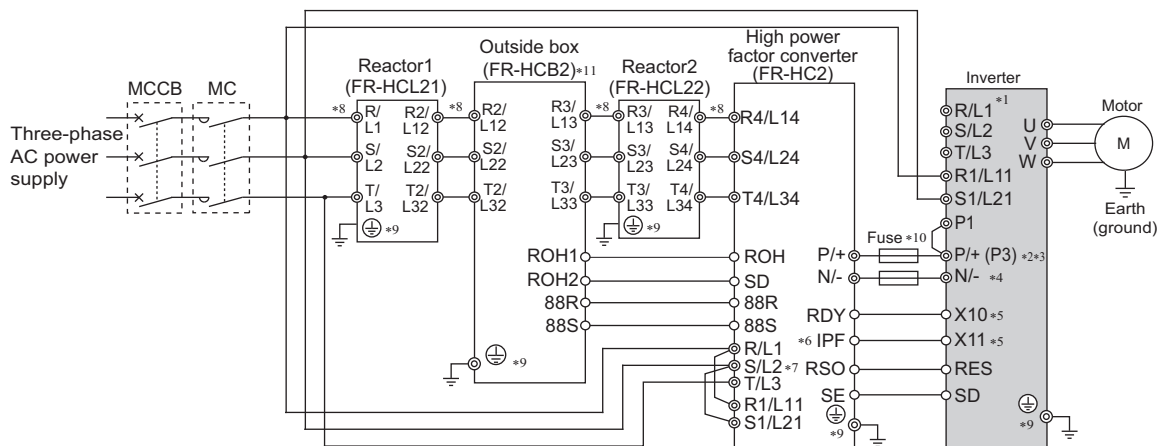 Three-phase
AC power
supply
MCCB
MC
Reactor1
(FR-HCL21)
*8
R/
L1
R2/
L12
S/
L2
S2/
L22
T/
L3
T2/
L32
*9
Outside box
(FR-HCB2)*11
*8
R2/
L12
R3/
L13
S2/
L22
S3/
L23
T2/
L32
T3/
L33
ROH1
ROH2
88R
88S
*9
Reactor2
(FR-HCL22)
*8
R3/
L13
R4/
L14
S3/
L23
S4/
L24
T3/
L33
T4/
L34
*9
High power
factor converter
(FR-HC2)
*8
R4/L14
S4/L24
T4/L34
ROH
SD
88R
88S
R/L1
S/L2 *7
T/L3
R1/L11
S1/L21
P/+
N/-
RDY
*6 IPF
RSO
SE
*9
Fuse *10
Inverter
R/L1 *1
S/L2
T/L3
R1/L11
S1/L21
P1
P/+ (P3) *2*3
N/- *4
X10 *5
X11 *5
RES
SD
*9
U
V
W
Motor
M
Earth
(ground)